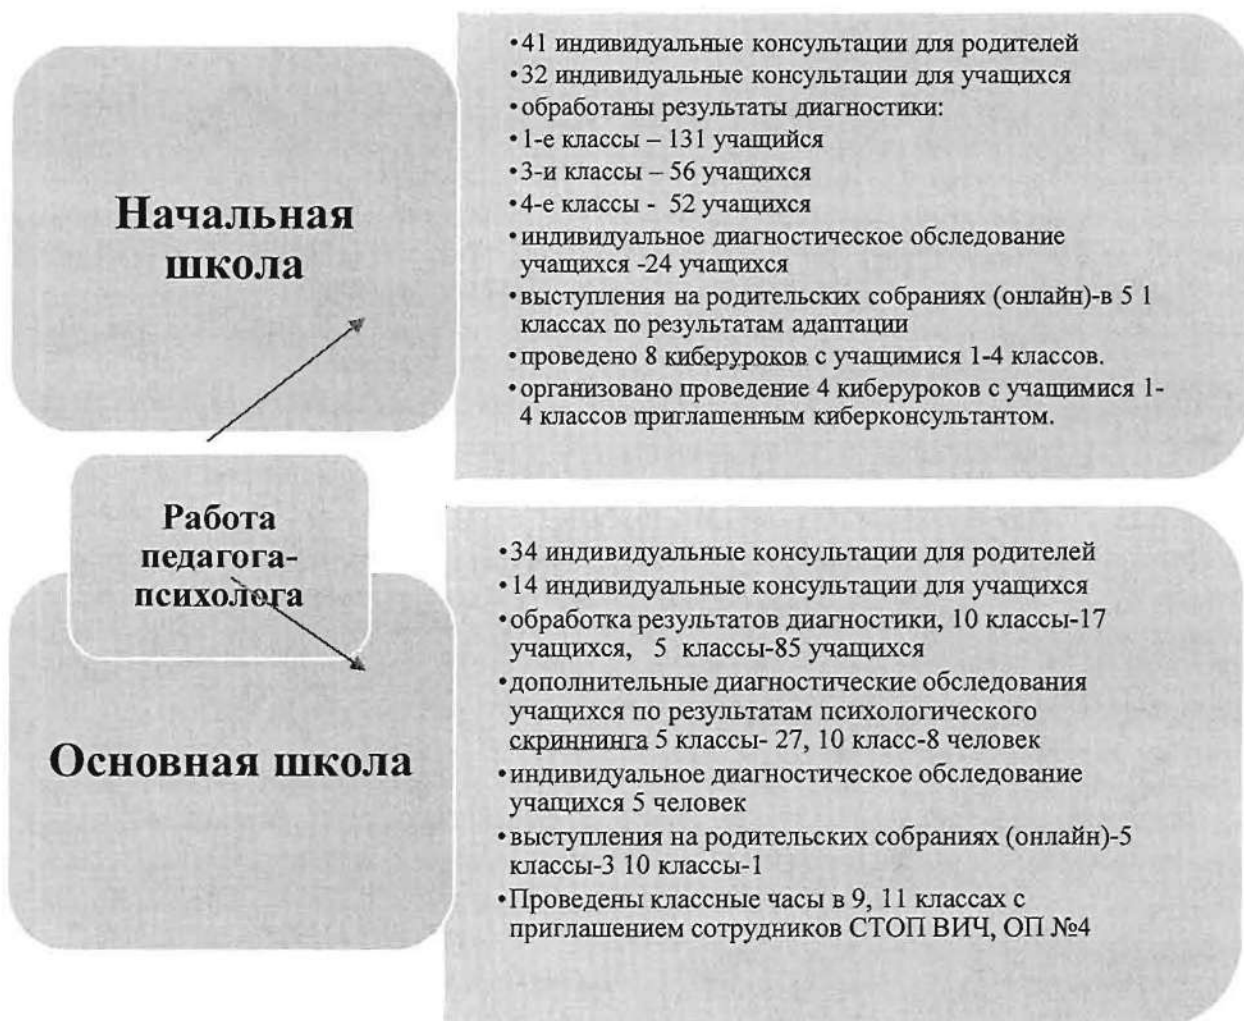 Начальная
школа
•41 индивидуальные консультации для родителей
•32 индивидуальные консультации для учащихся
•обработаны результаты диагностики:
•1-е классы – 131 учащийся
•3-и классы – 56 учащихся
•4-е классы - 52 учащихся
•индивидуальное диагностическое обследование
учащихся -24 учащихся
•выступления на родительских собраниях (онлайн)-в 5 1
классах по результатам адаптации
•проведено 8 киберуроков с учащимися 1-4 классов.
•организовано проведение 4 киберуроков с учащимися 1-
4 классов приглашенным киберконсультантом.
Работа
педагога-
психолога
Основная школа
•34 индивидуальные консультации для родителей
•14 индивидуальные консультации для учащихся
•обработка результатов диагностики, 10 классы-17
учащихся, 5 классы-85 учащихся
•дополнительные диагностические обследования
учащихся по результатам психологического
скриннинга 5 классы- 27, 10 класс-8 человек
•индивидуальное диагностическое обследование
учащихся 5 человек
•выступления на родительских собраниях (онлайн)-5
классы-3 10 классы-1
•Проведены классные часы в 9, 11 классах с
приглашением сотрудников СТОП ВИЧ, ОП №4